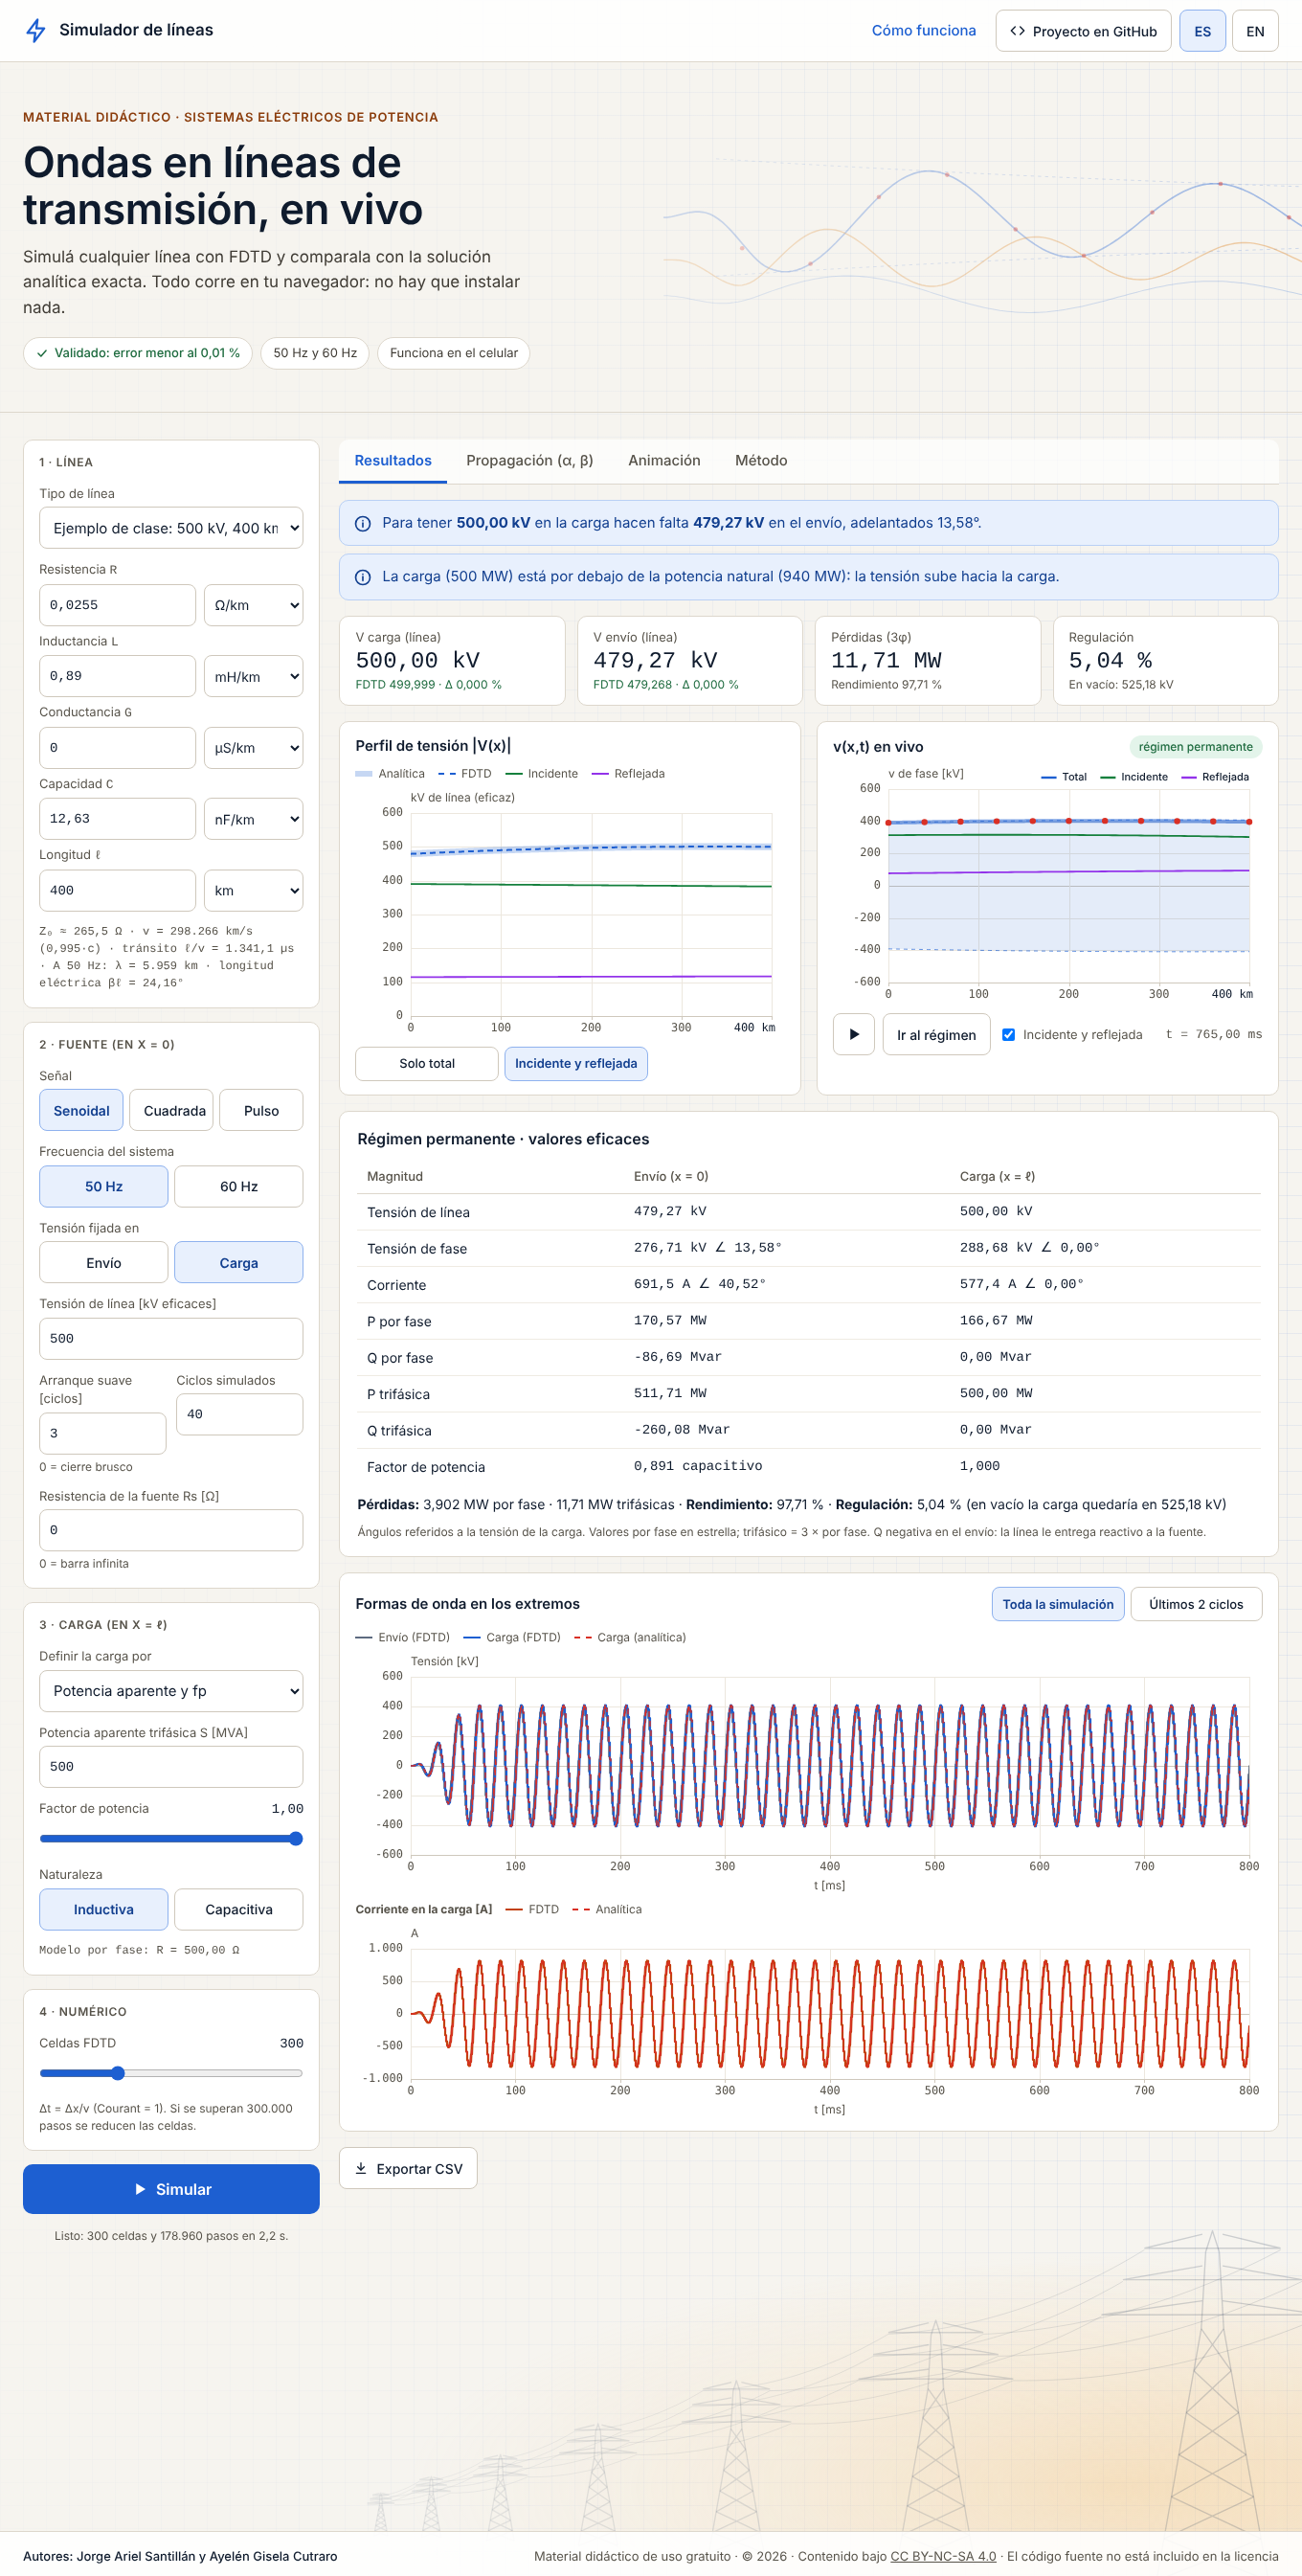 Simulador de líneas
Cómo funciona
Proyecto en GitHub
ES
EN
MATERIAL DIDÁCTICO · SISTEMAS ELÉCTRICOS DE POTENCIA
Ondas en líneas de
transmisión, en vivo
Simulá cualquier línea con FDTD y comparala con la solución
analítica exacta. Todo corre en tu navegador: no hay que instalar
nada.
Validado: error menor al 0,01 %
50 Hz y 60 Hz
Funciona en el celular
1 · LÍNEA
Tipo de línea
Ejemplo de clase: 500 kV, 400 km
Resistencia R
0,0255
Ω/km
Inductancia L
0,89
mH/km
Conductancia G
0
µS/km
Capacidad C
12,63
nF/km
Longitud ℓ
400
km
Z₀ ≈ 265,5 Ω · v = 298.266 km/s
(0,995·c) · tránsito ℓ/v = 1.341,1 µs
· A 50 Hz: λ = 5.959 km · longitud
eléctrica βℓ = 24,16°
2 · FUENTE (EN X = 0)
Señal
Senoidal
Cuadrada
Pulso
Frecuencia del sistema
50 Hz
60 Hz
Tensión fijada en
Envío
Carga
Tensión de línea [kV eficaces]
500
Arranque suave
[ciclos]
Ciclos simulados
3
40
0 = cierre brusco
Resistencia de la fuente Rs [Ω]
0
0 = barra infinita
3 · CARGA (EN X = ℓ)
Definir la carga por
Potencia aparente y fp
Potencia aparente trifásica S [MVA]
500
Factor de potencia
1,00
Naturaleza
Inductiva
Capacitiva
Modelo por fase: R = 500,00 Ω
4 · NUMÉRICO
Celdas FDTD
300
Δt = Δx/v (Courant = 1). Si se superan 300.000
pasos se reducen las celdas.
Simular
Listo: 300 celdas y 178.960 pasos en 2,2 s.
Resultados
Propagación (α, β)
Animación
Método
Para tener 500,00 kV en la carga hacen falta 479,27 kV en el envío, adelantados 13,58°.
La carga (500 MW) está por debajo de la potencia natural (940 MW): la tensión sube hacia la carga.
V carga (línea)
500,00 kV
FDTD 499,999 · Δ 0,000 %
V envío (línea)
479,27 kV
FDTD 479,268 · Δ 0,000 %
Pérdidas (3φ)
11,71 MW
Rendimiento 97,71 %
Regulación
5,04 %
En vacío: 525,18 kV
Perfil de tensión |V(x)|
Analítica
FDTD
Incidente
Reflejada
kV de línea (eficaz)
600
500
400
300
200
100
0
0
100
200
300
400 km
Solo total
Incidente y reflejada
v(x,t) en vivo
régimen permanente
v de fase [kV]
Total
Incidente
Reflejada
600
400
200
0
-200
-400
-600
0
100
200
300
400 km
Ir al régimen
Incidente y reflejada
t = 765,00 ms
Régimen permanente · valores eficaces
Magnitud Envío (x = 0) Carga (x = ℓ)
Tensión de línea 479,27 kV 500,00 kV
Tensión de fase 276,71 kV ∠ 13,58° 288,68 kV ∠ 0,00°
Corriente 691,5 A ∠ 40,52° 577,4 A ∠ 0,00°
P por fase 170,57 MW 166,67 MW
Q por fase -86,69 Mvar 0,00 Mvar
P trifásica 511,71 MW 500,00 MW
Q trifásica -260,08 Mvar 0,00 Mvar
Factor de potencia 0,891 capacitivo 1,000
Pérdidas: 3,902 MW por fase · 11,71 MW trifásicas · Rendimiento: 97,71 % · Regulación: 5,04 % (en vacío la carga quedaría en 525,18 kV)
Ángulos referidos a la tensión de la carga. Valores por fase en estrella; trifásico = 3 × por fase. Q negativa en el envío: la línea le entrega reactivo a la fuente.
Formas de onda en los extremos
Toda la simulación
Últimos 2 ciclos
Envío (FDTD)
Carga (FDTD)
Carga (analítica)
Tensión [kV]
600
400
200
0
-200
-400
-600
0
100
200
300
400
500
600
700
800
t [ms]
Corriente en la carga [A]
FDTD
Analítica
A
1.000
500
0
-500
-1.000
0
100
200
300
400
500
600
700
800
t [ms]
Exportar CSV
Autores: Jorge Ariel Santillán y Ayelén Gisela Cutraro
Material didáctico de uso gratuito · © 2026 · Contenido bajo CC BY-NC-SA 4.0 · El código fuente no está incluido en la licencia